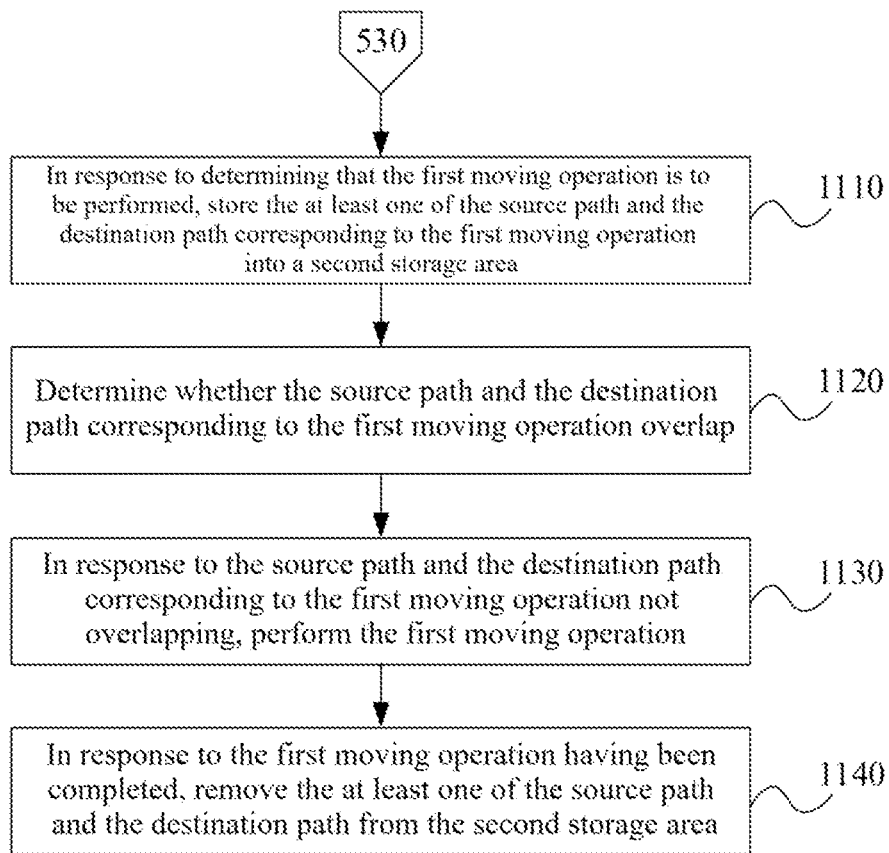 530
In response to determining that the first moving operation is to
be performed, store the at least one of the source path and the
destination path corresponding to the first moving operation
into a second storage area
1110
Determine whether the source path and the destination
path corresponding to the first moving operation overlap
1120
In response to the source path and the destination path
corresponding to the first moving operation not
overlapping, perform the first moving operation
1130
In response to the first moving operation having been
completed, remove the at least one of the source path
and the destination path from the second storage area
1140